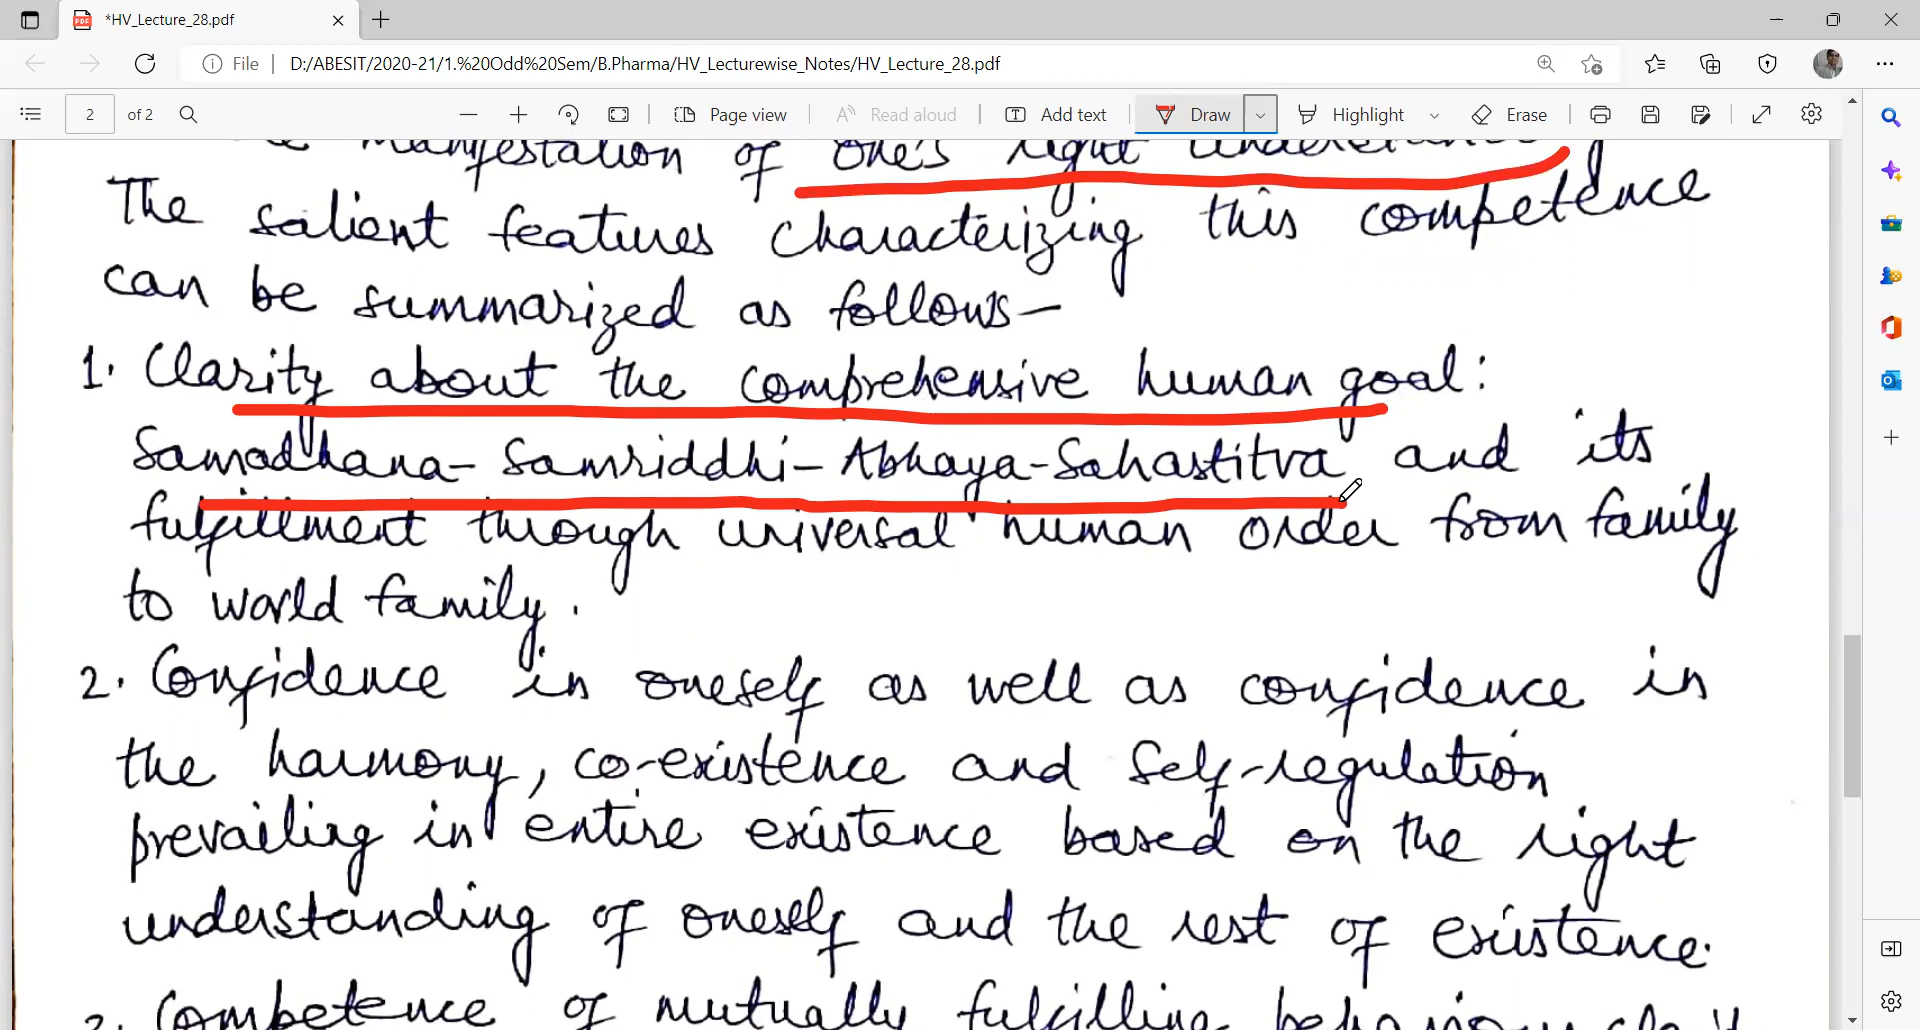 *HV_Lecture_28.pdf
File D:/ABESIT/2020-21/1.%20Odd%20Sem/B.Pharma/HV_Lecturewise_Notes/HV_Lecture_28.pdf
2 of 2 Page view Read aloud Add text Draw Highlight Erase
manifestation of one's right
The salient features characterizing this competence
can be summarized as follows-
1. Clarity about the comprehensive human goal:
Samadhana-Samriddhi-Abhaya-Sahastitva and its
fulfillment through universal human order from family
to world family.
2. Confidence in oneself as well as confidence in
the harmony, co-existence and Self-regulation
prevailing in entire existence based on the right
understanding of oneself and the rest of existence.
Competence of mutually fulfilling